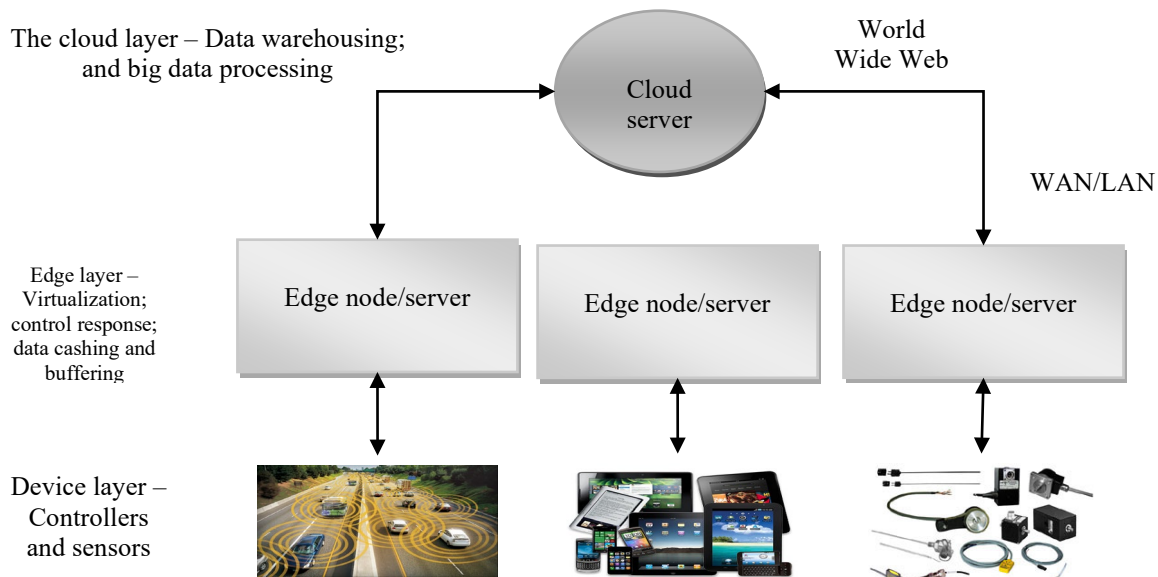 The cloud layer – Data warehousing;
and big data processing
World
Wide Web
Cloud
server
WAN/LAN
Edge layer –
Virtualization;
control response;
data cashing and
buffering
Edge node/server
Edge node/server
Edge node/server
Device layer –
Controllers
and sensors